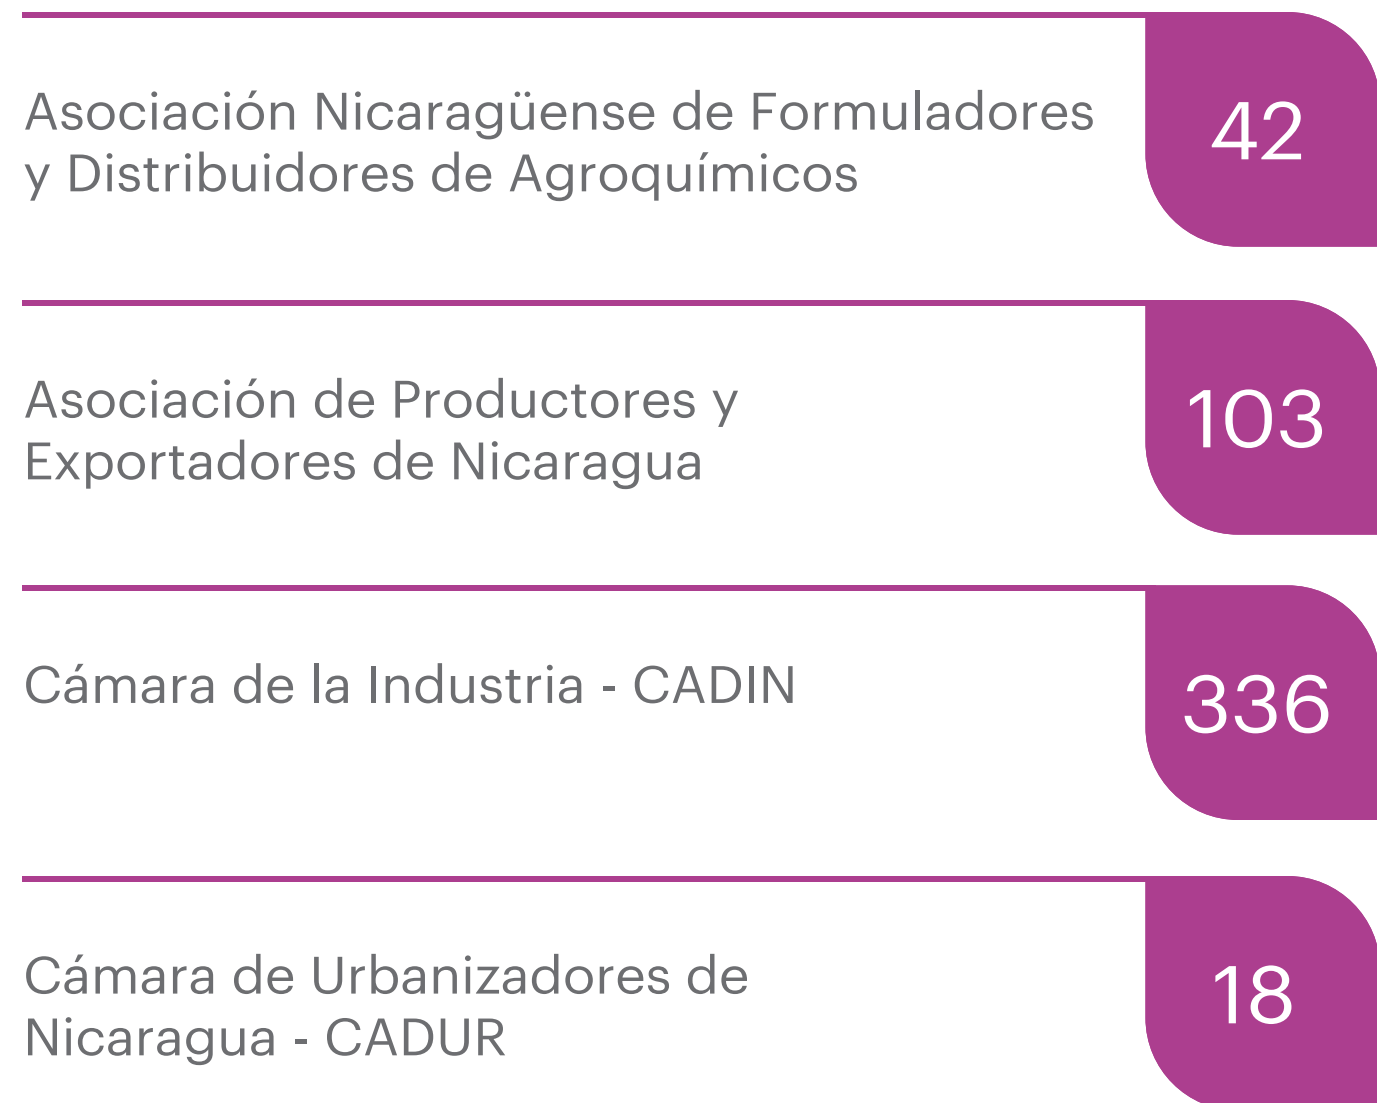 Asociación Nicaragüense de Formuladores
y Distribuidores de Agroquímicos
42
Asociación de Productores y
Exportadores de Nicaragua
103
Cámara de la Industria - CADIN
336
Cámara de Urbanizadores de
Nicaragua - CADUR
18